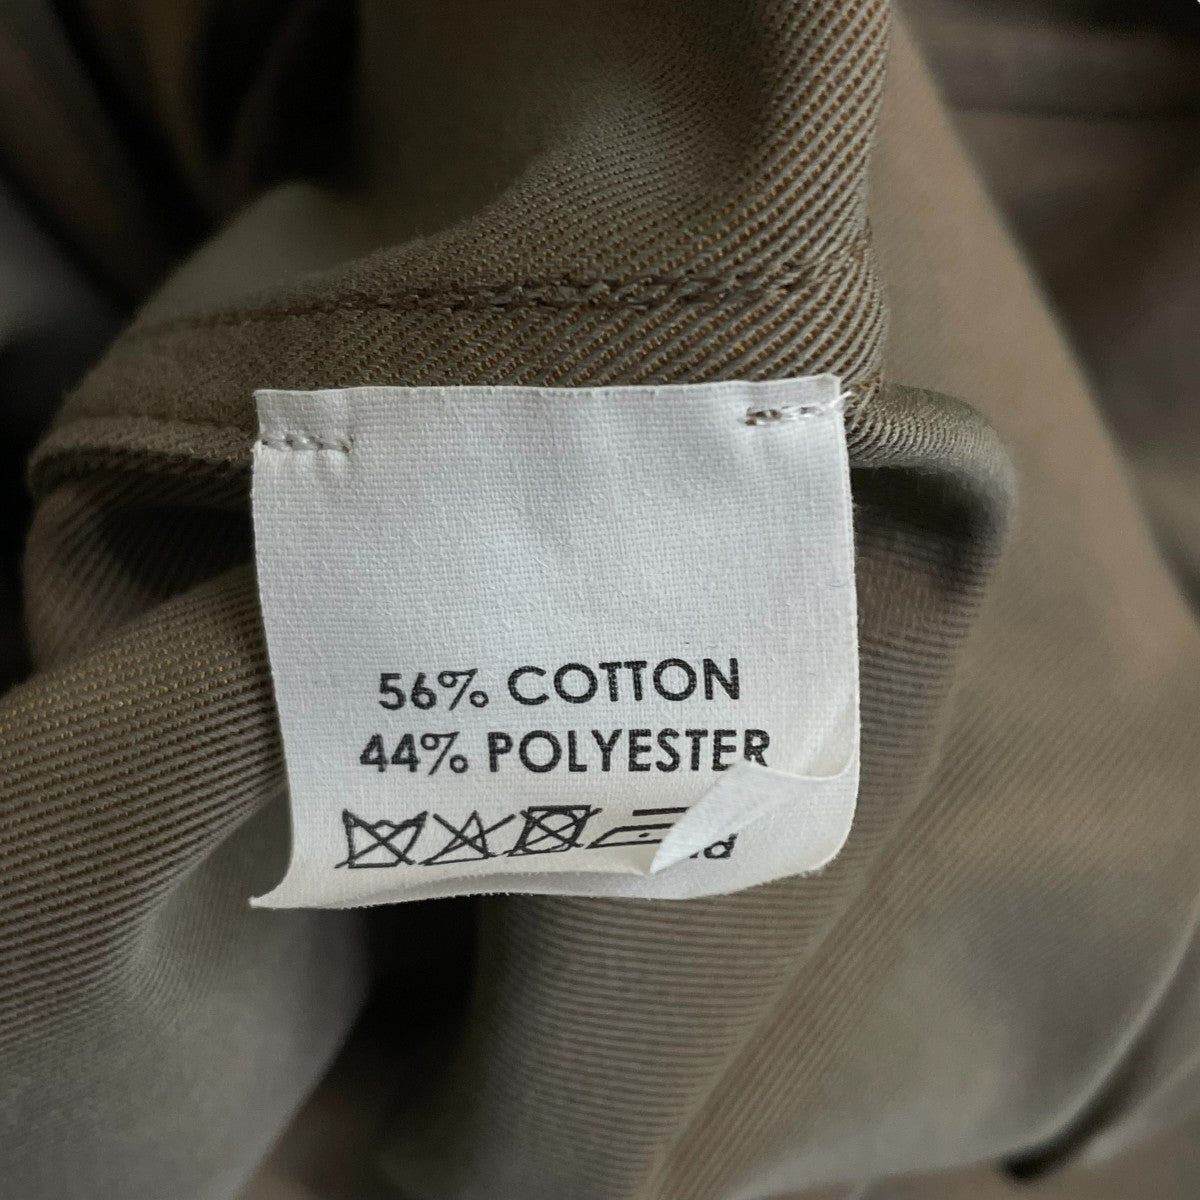 56% COTTON
44% POLYESTER